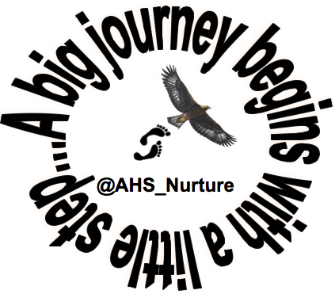 A big journey begins with a little step....
@AHS_Nurture